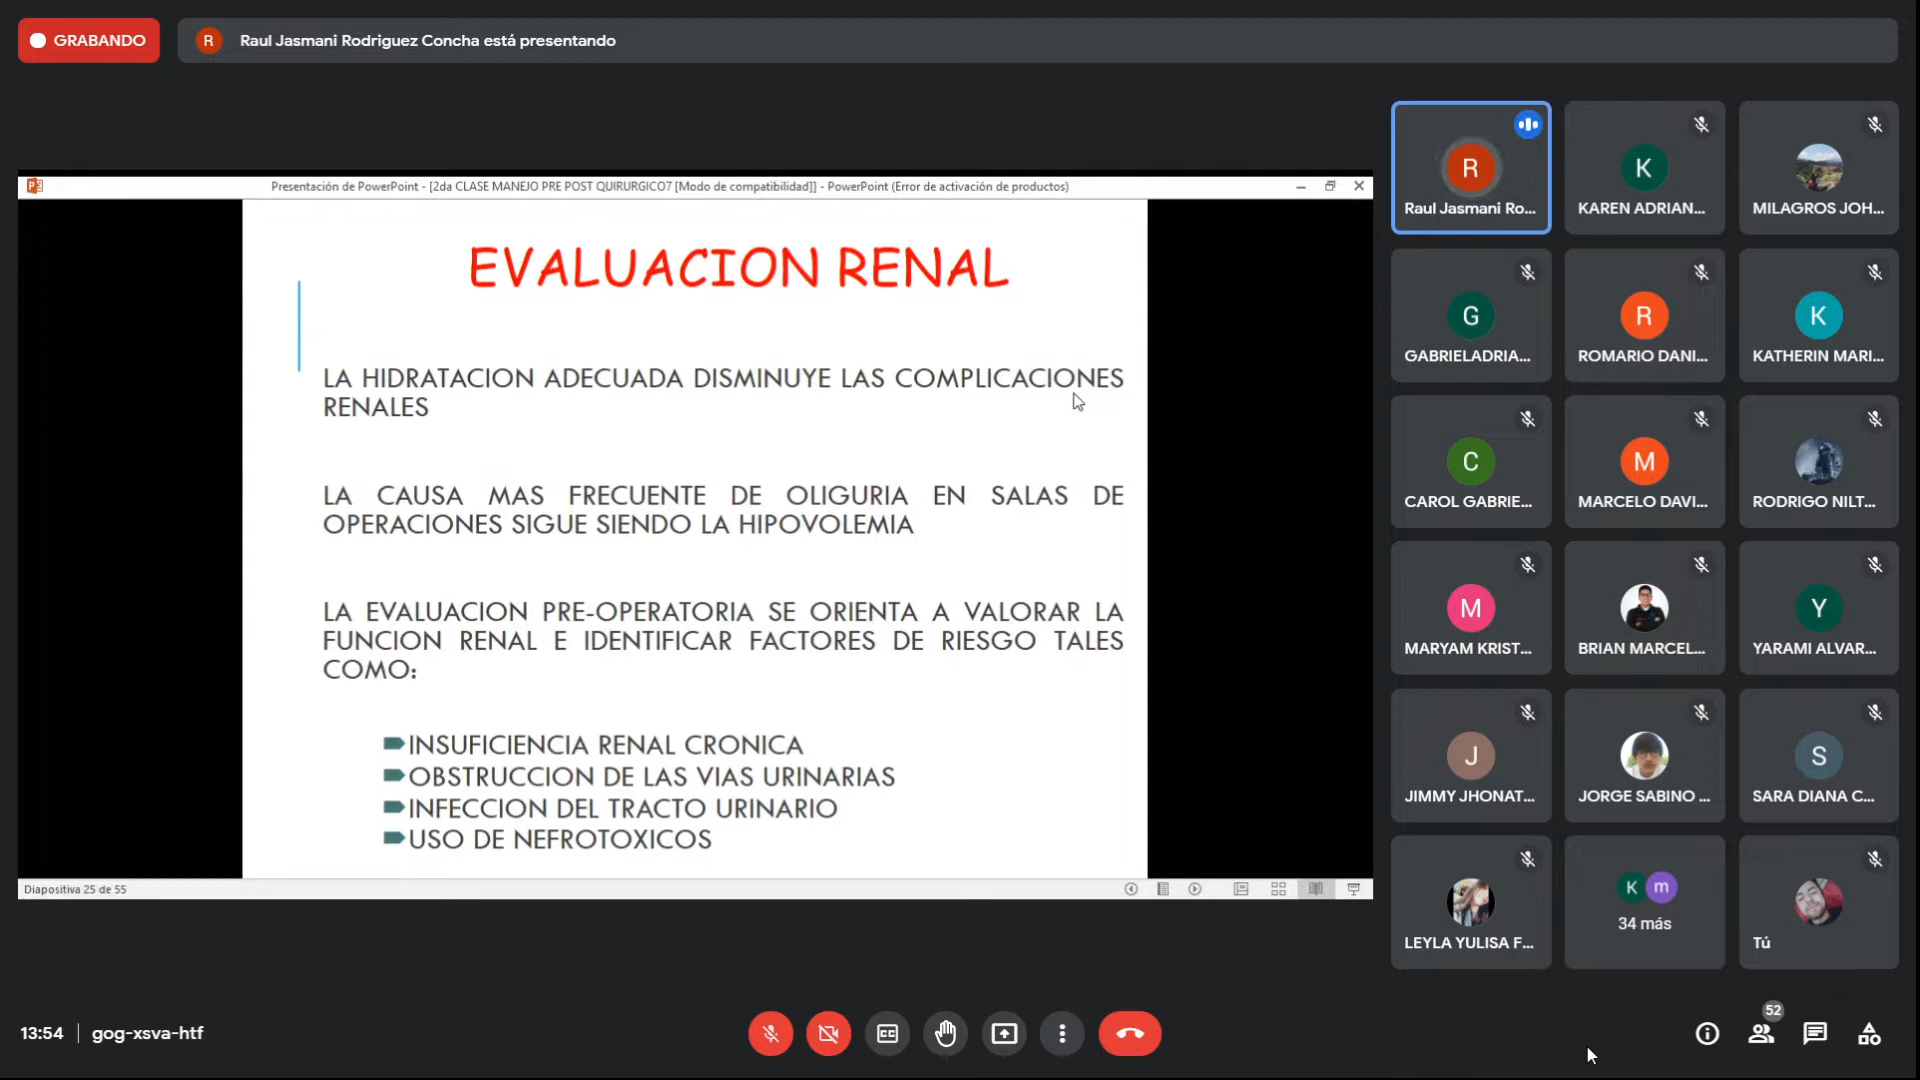 GRABANDO
R
Raul Jasmani Rodriguez Concha está presentando
Presentación de PowerPoint - [2da CLASE MANEJO PRE POST QUIRURGICO7 [Modo de compatibilidad]] - PowerPoint (Error de activación de productos)
EVALUACION RENAL
LA HIDRATACION ADECUADA DISMINUYE LAS COMPLICACIONES
RENALES
LA CAUSA MAS FRECUENTE DE OLIGURIA EN SALAS DE
OPERACIONES SIGUE SIENDO LA HIPOVOLEMIA
LA EVALUACION PRE-OPERATORIA SE ORIENTA A VALORAR LA
FUNCION RENAL E IDENTIFICAR FACTORES DE RIESGO TALES
COMO:
INSUFICIENCIA RENAL CRONICA
OBSTRUCCION DE LAS VIAS URINARIAS
INFECCION DEL TRACTO URINARIO
USO DE NEFROTOXICOS
Diapositiva 25 de 55
R
Raul Jasmani Ro...
K
KAREN ADRIAN...
MILAGROS JOH...
G
GABRIELADRIA...
R
ROMARIO DANI...
K
KATHERIN MARI...
C
CAROL GABRIE...
M
MARCELO DAVI...
RODRIGO NILT...
M
MARYAM KRIST...
BRIAN MARCEL...
Y
YARAMI ALVAR...
J
JIMMY JHONAT...
JORGE SABINO ...
S
SARA DIANA C...
LEYLA YULISA F...
K m
34 más
Tú
13:54 | gog-xsva-htf
52